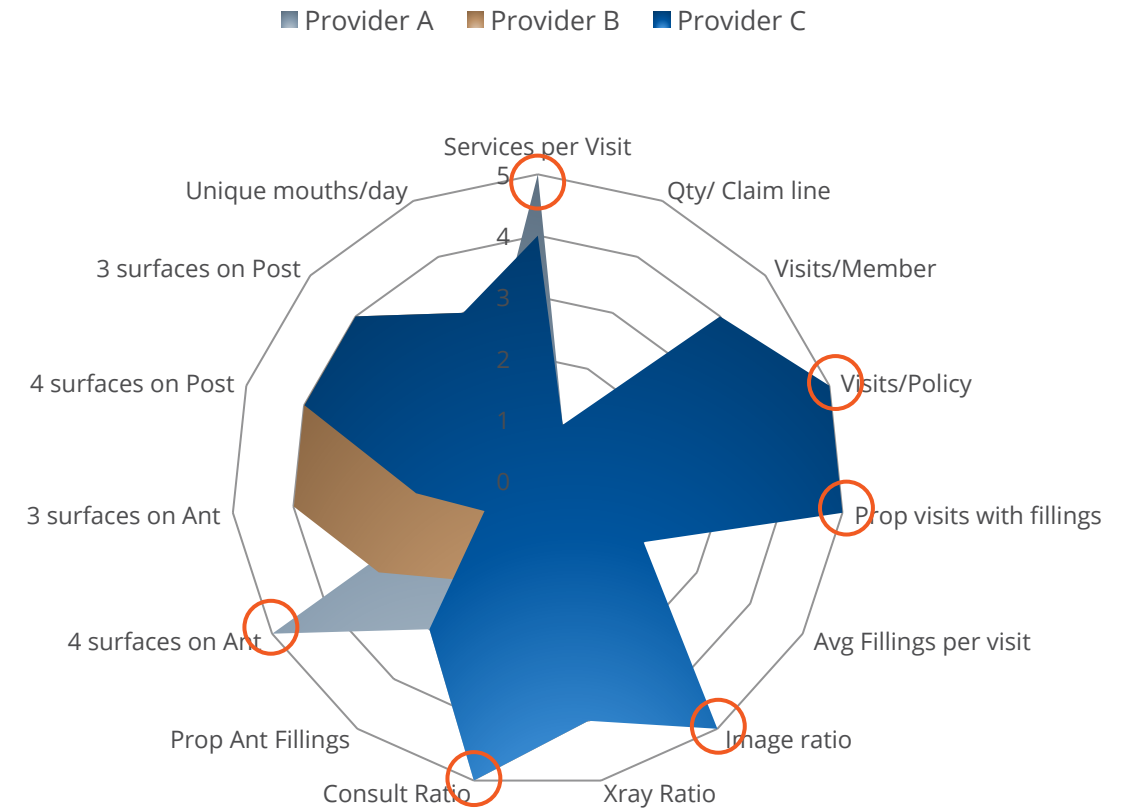 Provider A Provider B Provider C
Services per Visit
5
Unique mouths/day
Qty/ Claim line
4
3 surfaces on Post
Visits/Member
3
2
4 surfaces on Post
Visits/Policy
1
0
3 surfaces on Ant
Prop visits with fillings
4 surfaces on Ant
Avg Fillings per visit
Prop Ant Fillings
Image ratio
Consult Ratio
Xray Ratio